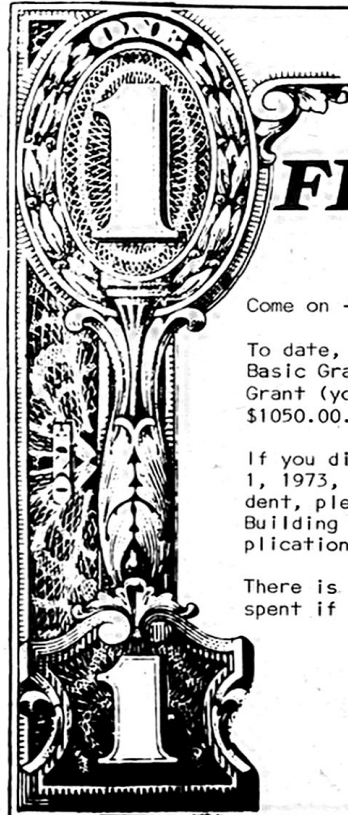 ONE
1
Come on -
To date,
Basic Gra
Grant (yo
$1050.00.
If you di
1, 1973,
dent, ple
Building
plication
There is
spent if
1